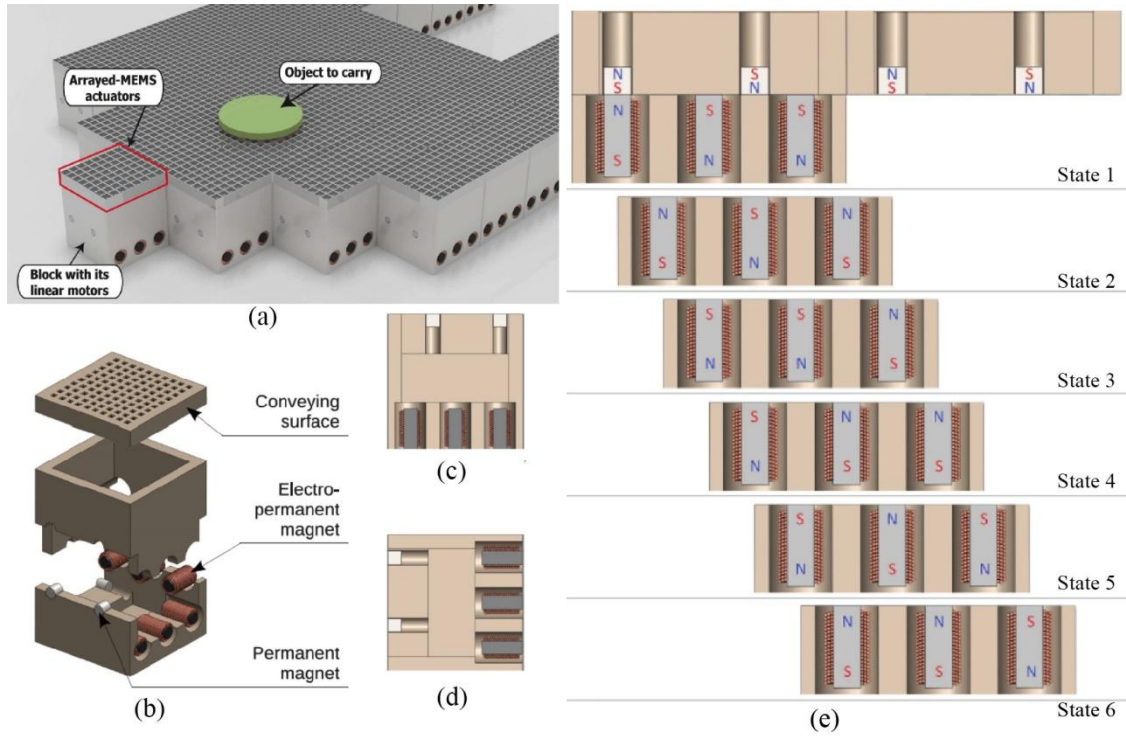 Arrayed-MEMS
actuators
Object to carry
Block with its
linear motors
(a)
Conveying
surface
Electro-
permanent
magnet
Permanent
magnet
(b)
(c)
(d)
N S S N
S N N S
N S S
S N N
State 1
N S N
S N S
State 2
S S N
N N S
State 3
S N N
N S S
State 4
S N S
N S N
State 5
N N S
S S N
State 6
(e)